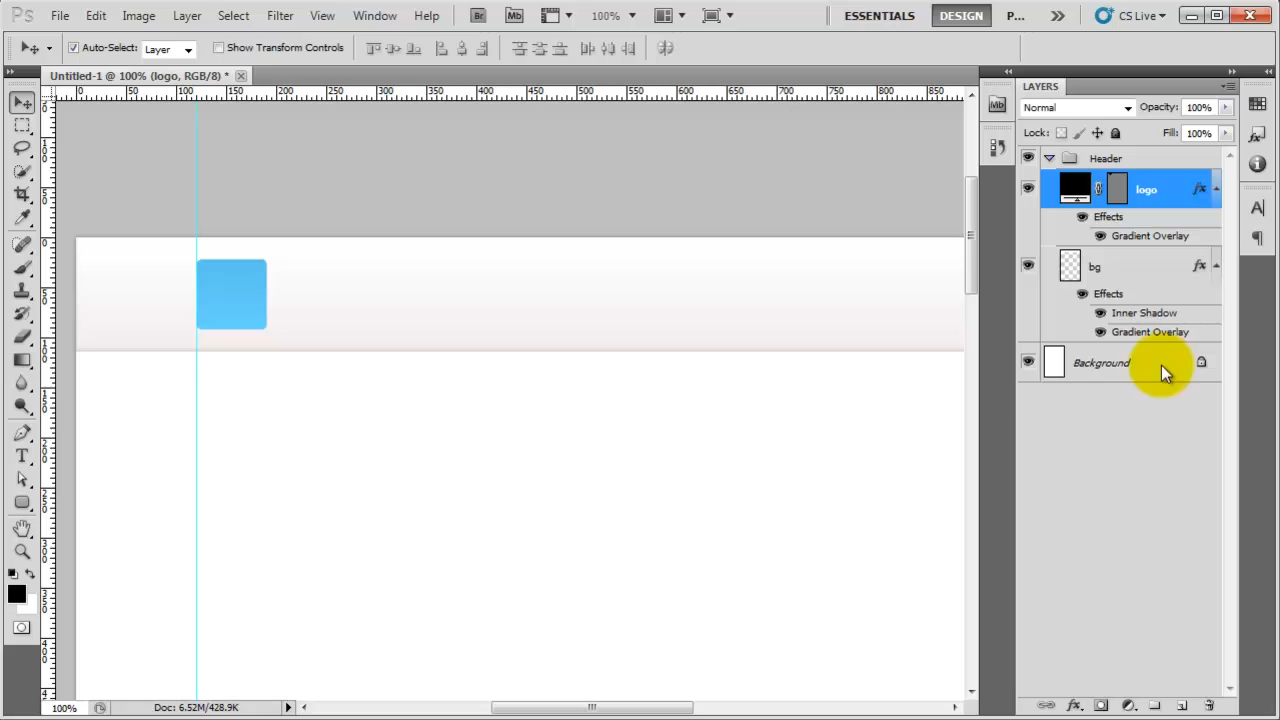 Ps File Edit Image Layer Select Filter View Window Help Br Mb 100% ESSENTIALS DESIGN P... CS Live
Auto-Select: Layer Show Transform Controls
Untitled-1 @ 100% (logo, RGB/8) *
0 50 100 150 200 250 300 350 400 450 500 550 600 650 700 750 800 850
LAYERS
Mb
Normal Opacity: 100%
Lock: Fill: 100%
Header
logo fx
Effects
Gradient Overlay
bg fx
Effects
Inner Shadow
Gradient Overlay
Background
100% Doc: 6.52M/428.9K